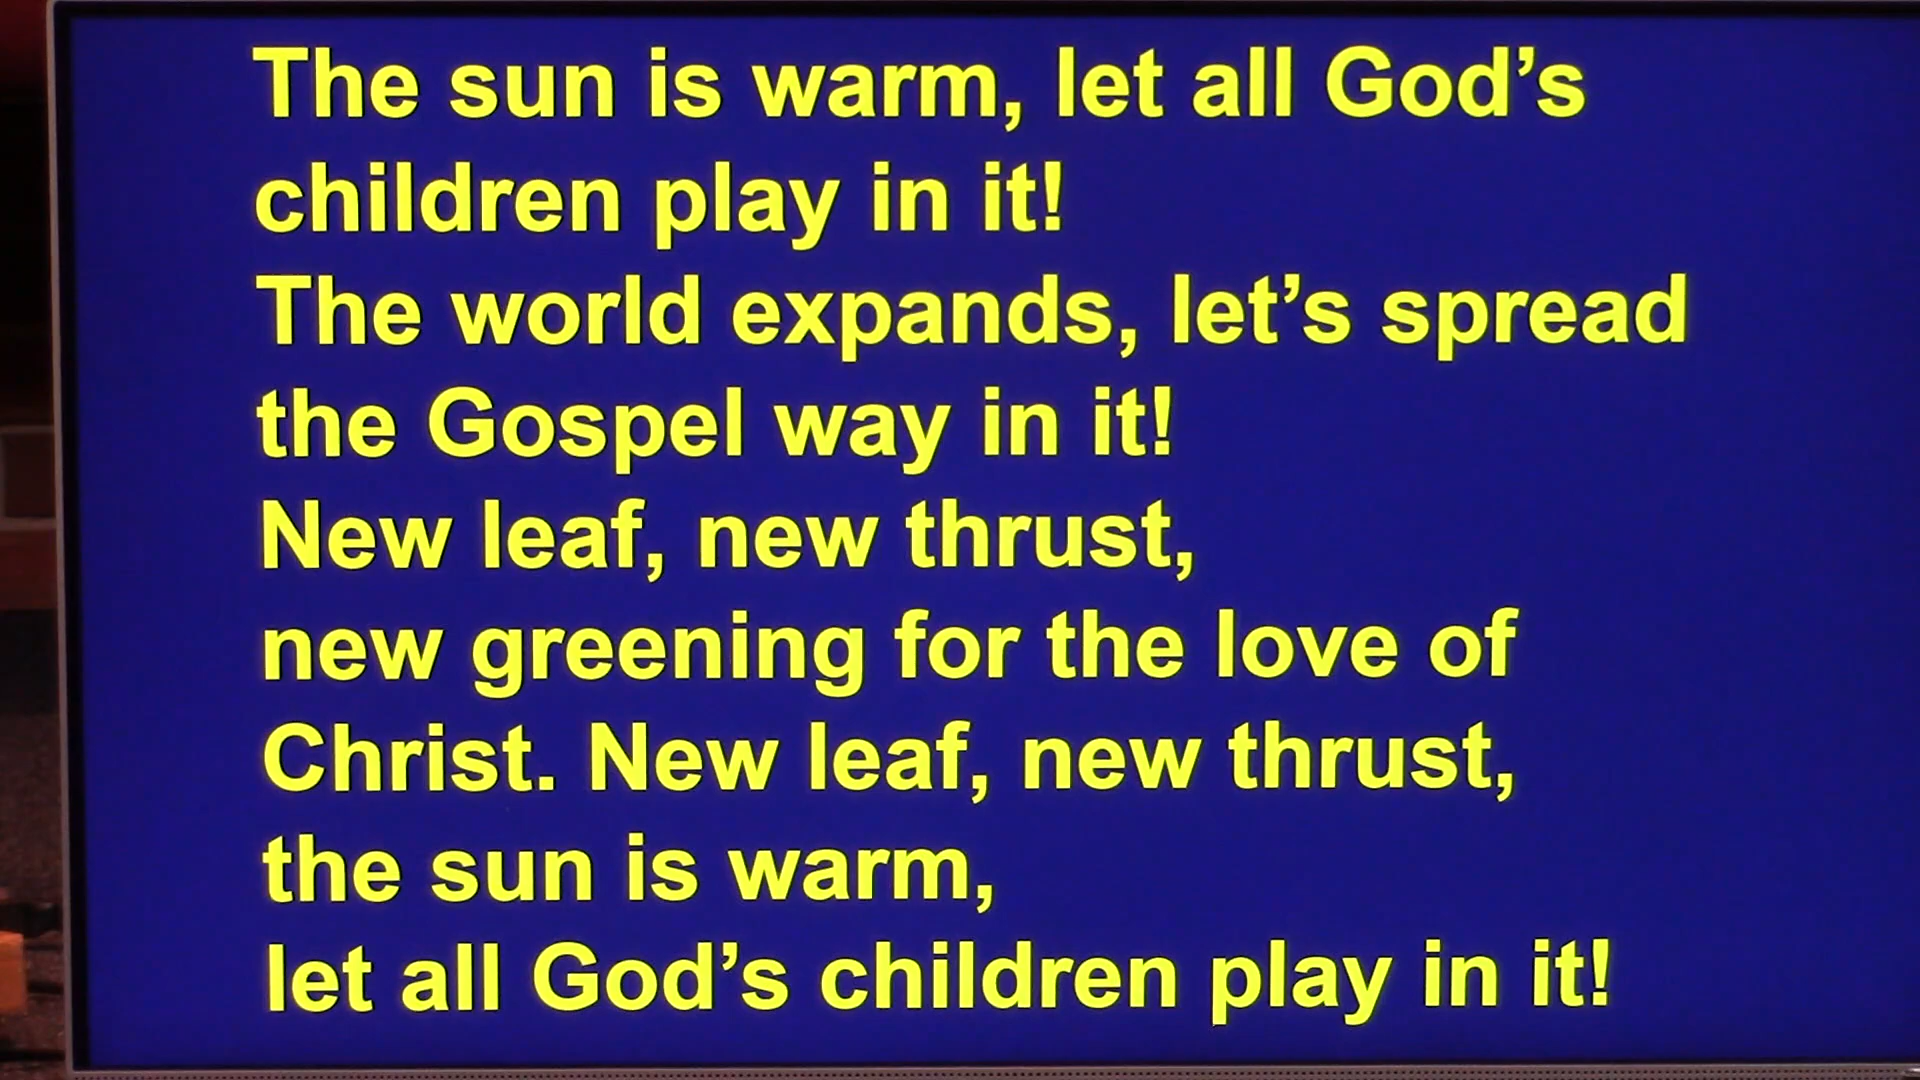 The sun is warm, let all God’s
children play in it!
The world expands, let’s spread
the Gospel way in it!
New leaf, new thrust,
new greening for the love of
Christ. New leaf, new thrust,
the sun is warm,
let all God’s children play in it!